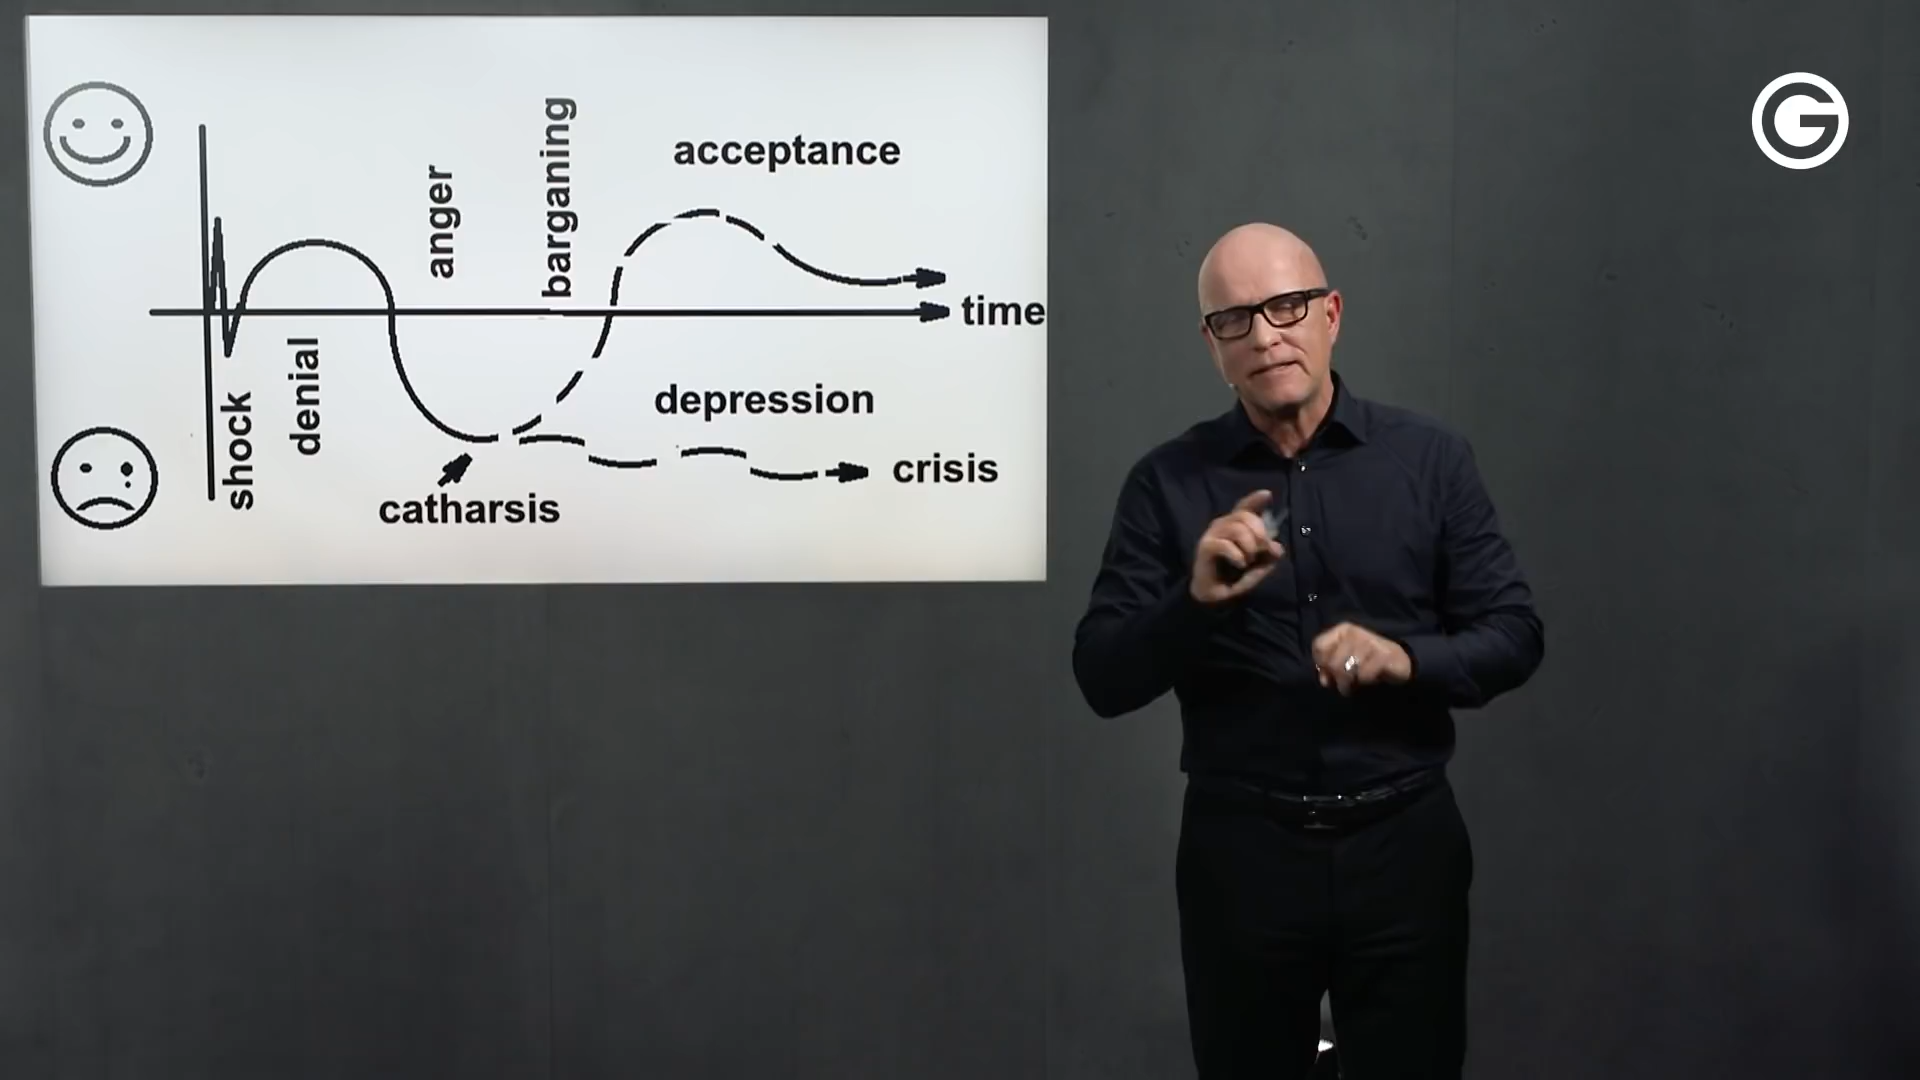 anger
barganing
acceptance
time
shock
denial
depression
crisis
catharsis
G